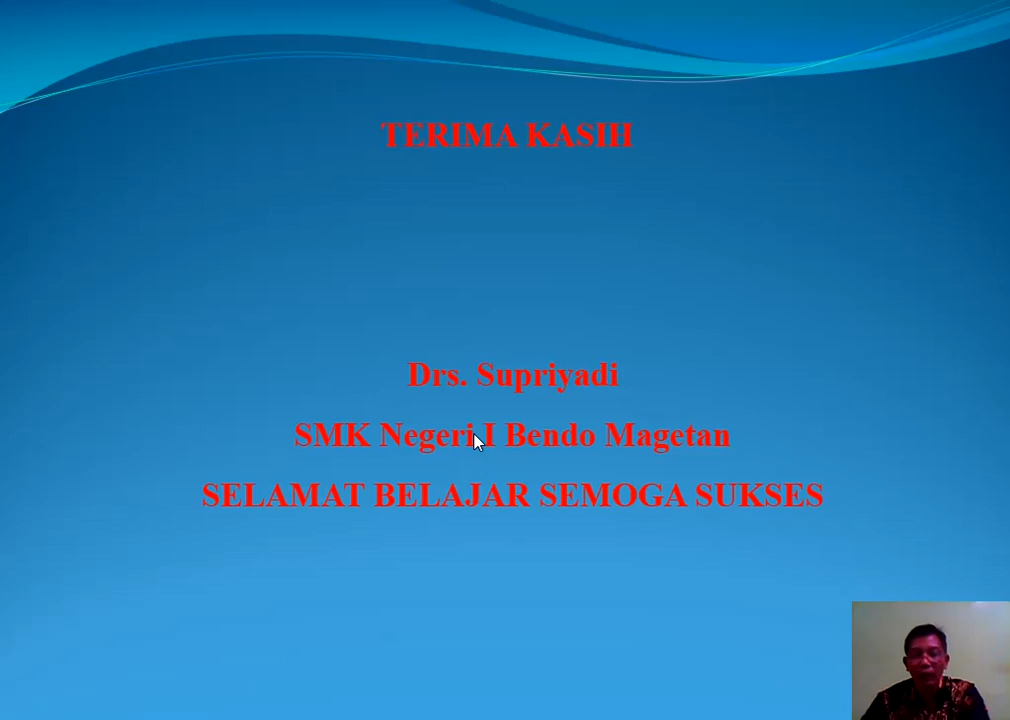 TERIMA KASIH
Drs. Supriyadi
SMK Negeri I Bendo Magetan
SELAMAT BELAJAR SEMOGA SUKSES